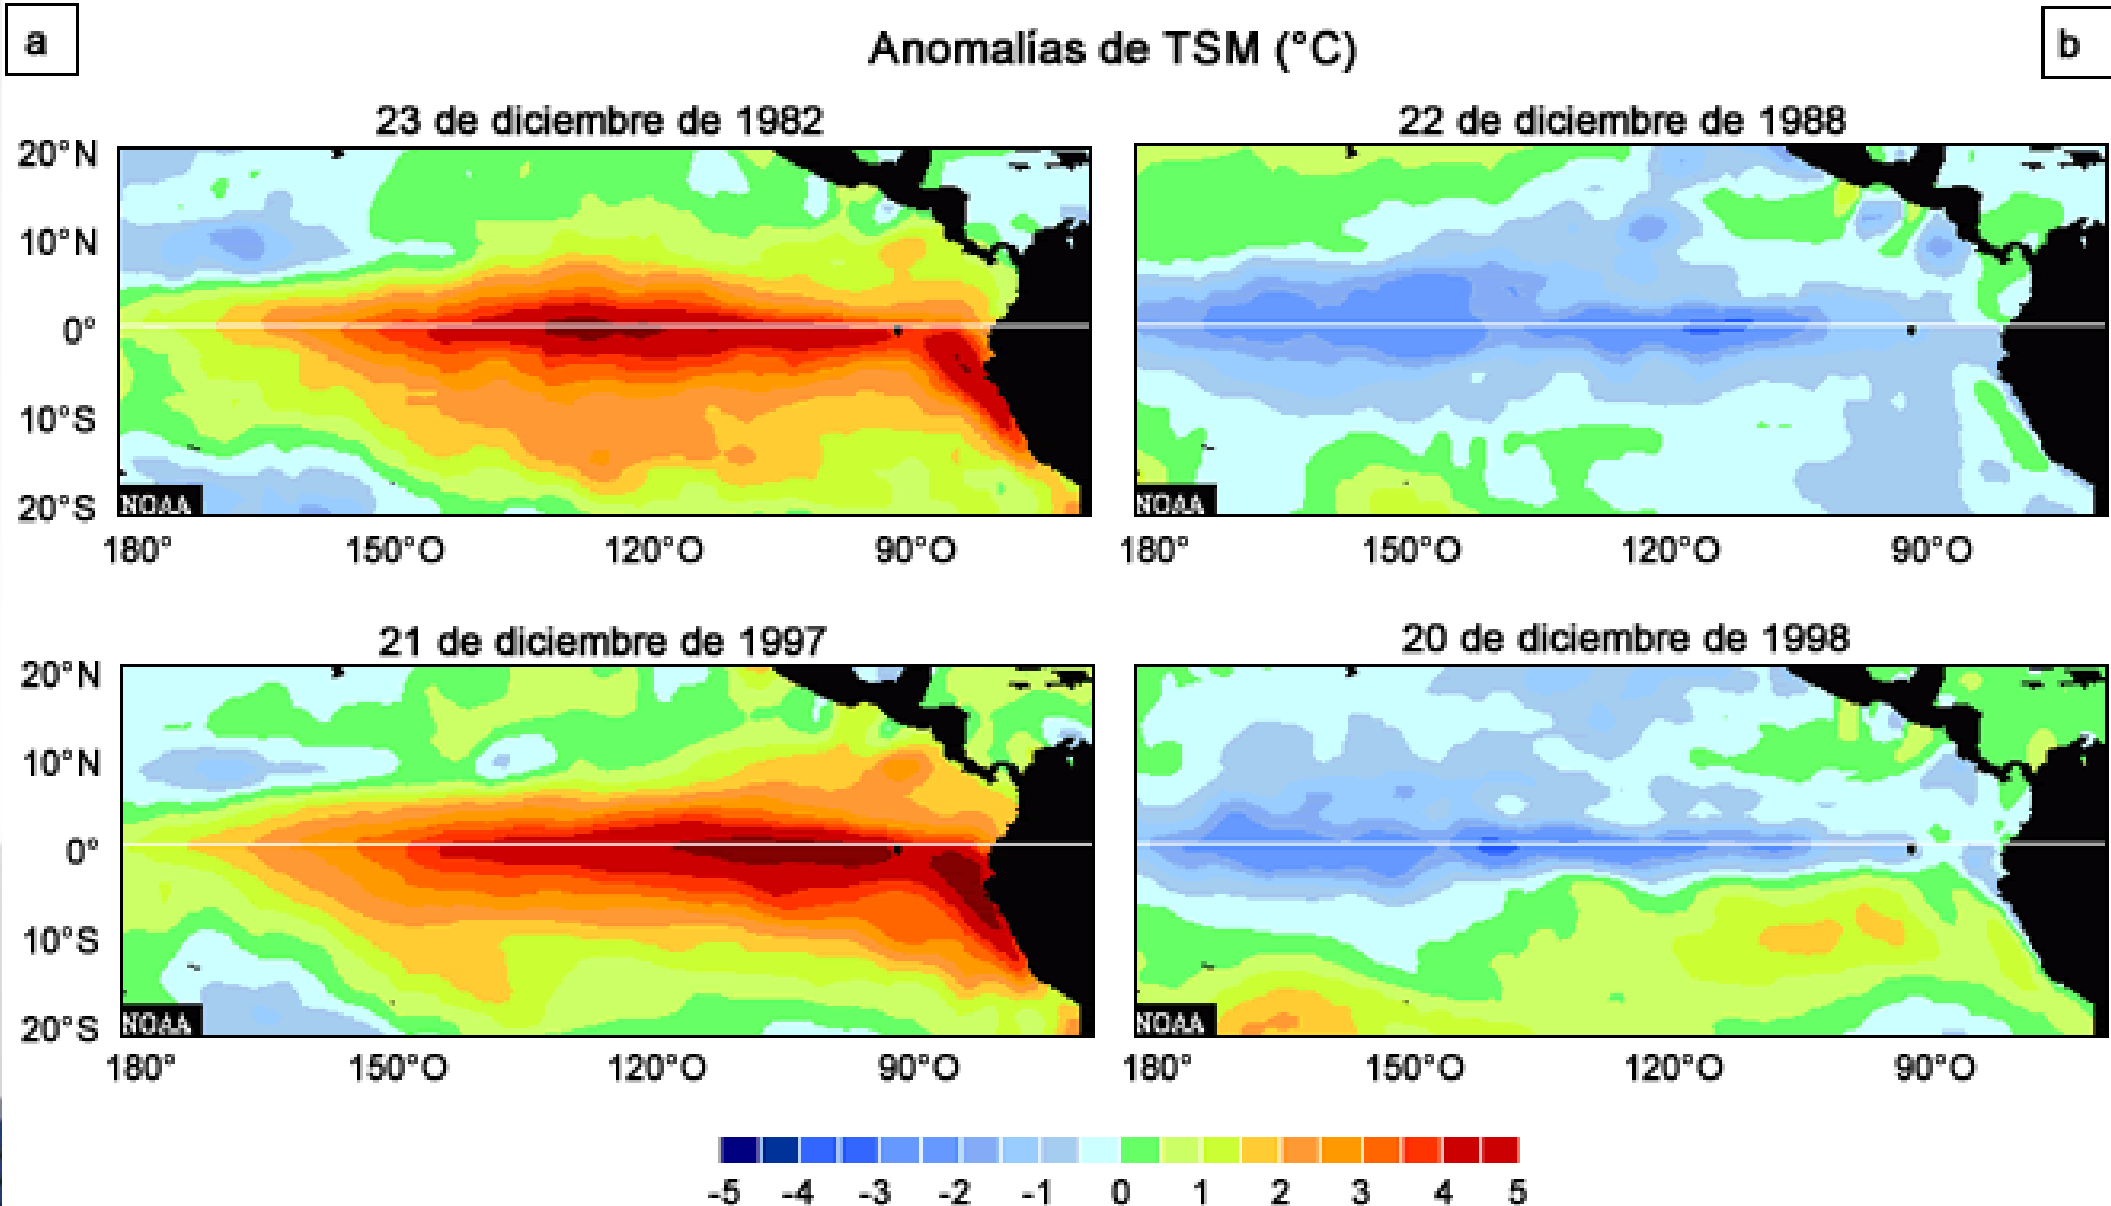 a
Anomalías de TSM (°C)
b
23 de diciembre de 1982
20°N
10°N
0°
10°S
20°S
NOAA
180° 150°O 120°O 90°O
22 de diciembre de 1988
NOAA
180° 150°O 120°O 90°O
21 de diciembre de 1997
20°N
10°N
0°
10°S
20°S
NOAA
180° 150°O 120°O 90°O
20 de diciembre de 1998
NOAA
180° 150°O 120°O 90°O
-5 -4 -3 -2 -1 0 1 2 3 4 5